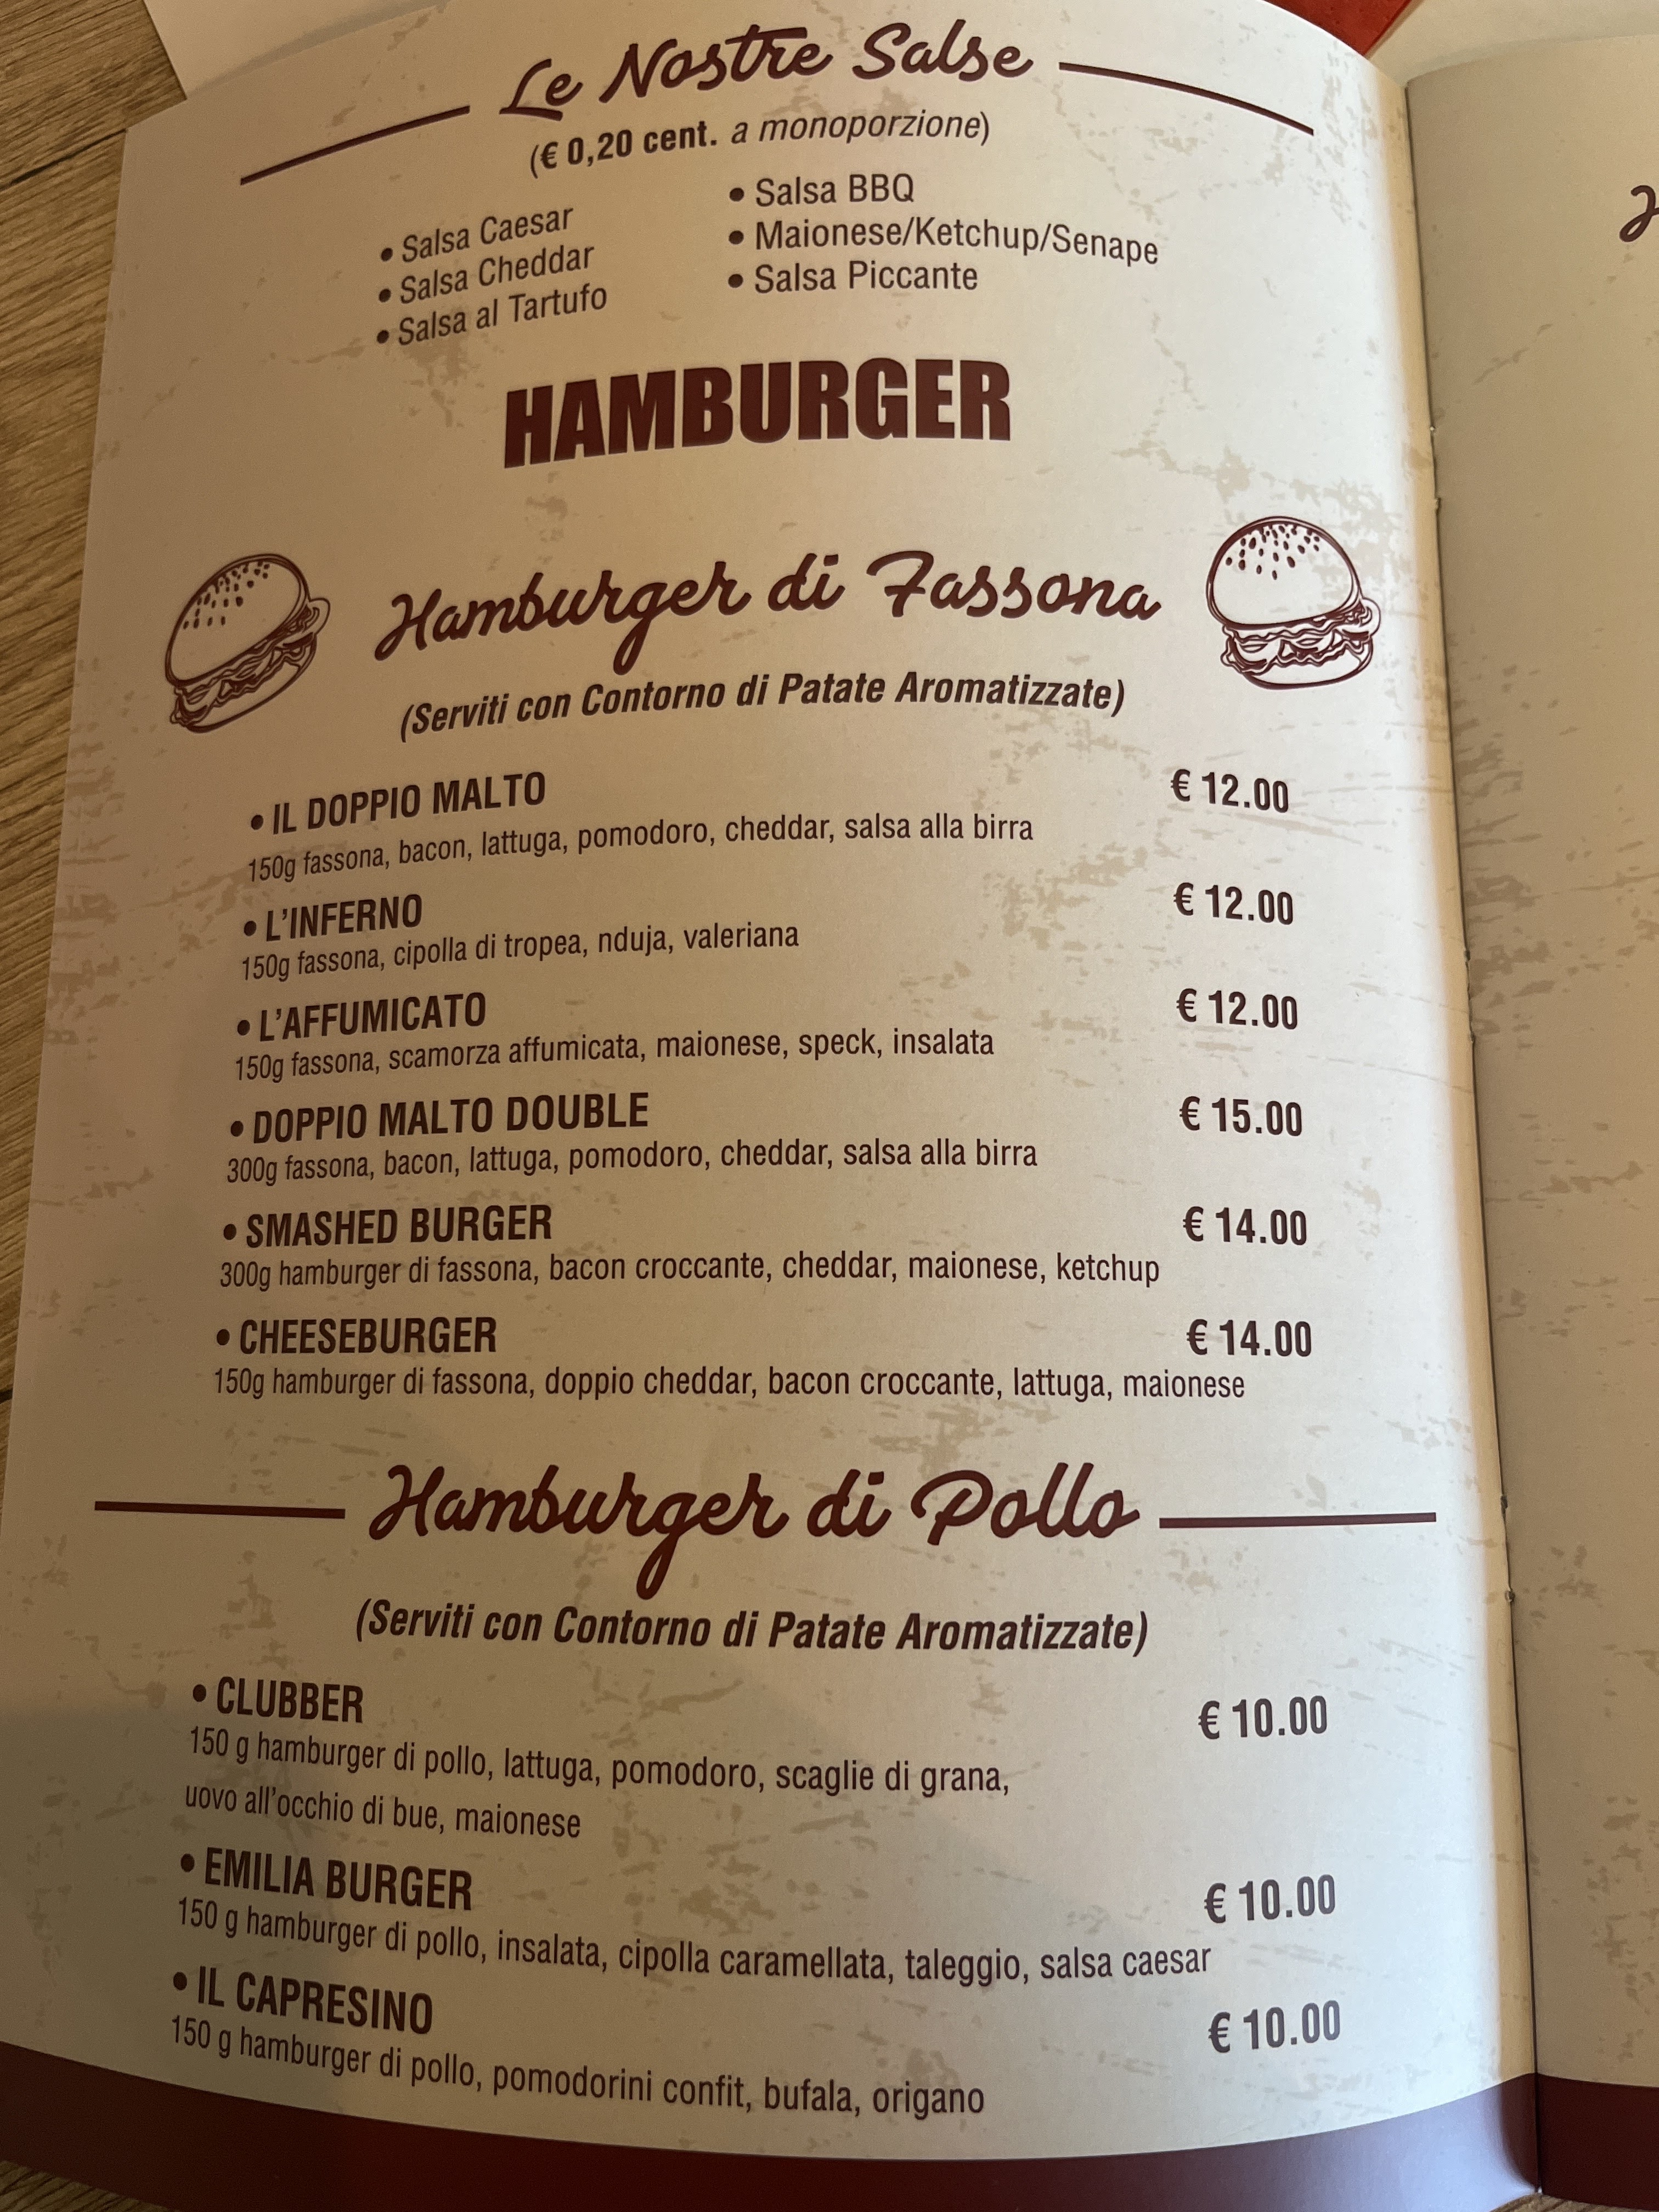 Le Nostre Salse
(€ 0,20 cent. a monoporzione)
• Salsa Caesar
• Salsa Cheddar
• Salsa al Tartufo
• Salsa BBQ
• Maionese/Ketchup/Senape
• Salsa Piccante
HAMBURGER
Hamburger di Fassona
(Serviti con Contorno di Patate Aromatizzate)
• IL DOPPIO MALTO € 12.00
150g fassona, bacon, lattuga, pomodoro, cheddar, salsa alla birra
• L'INFERNO € 12.00
150g fassona, cipolla di tropea, nduja, valeriana
• L'AFFUMICATO € 12.00
150g fassona, scamorza affumicata, maionese, speck, insalata
• DOPPIO MALTO DOUBLE € 15.00
300g fassona, bacon, lattuga, pomodoro, cheddar, salsa alla birra
• SMASHED BURGER € 14.00
300g hamburger di fassona, bacon croccante, cheddar, maionese, ketchup
• CHEESEBURGER € 14.00
150g hamburger di fassona, doppio cheddar, bacon croccante, lattuga, maionese
Hamburger di Pollo
(Serviti con Contorno di Patate Aromatizzate)
• CLUBBER € 10.00
150 g hamburger di pollo, lattuga, pomodoro, scaglie di grana,
uovo all'occhio di bue, maionese
• EMILIA BURGER € 10.00
150 g hamburger di pollo, insalata, cipolla caramellata, taleggio, salsa caesar
• IL CAPRESINO € 10.00
150 g hamburger di pollo, pomodorini confit, bufala, origano